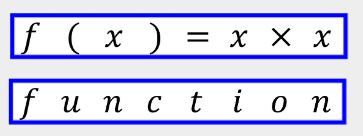 f ( x ) = x × x
f u n c t i o n